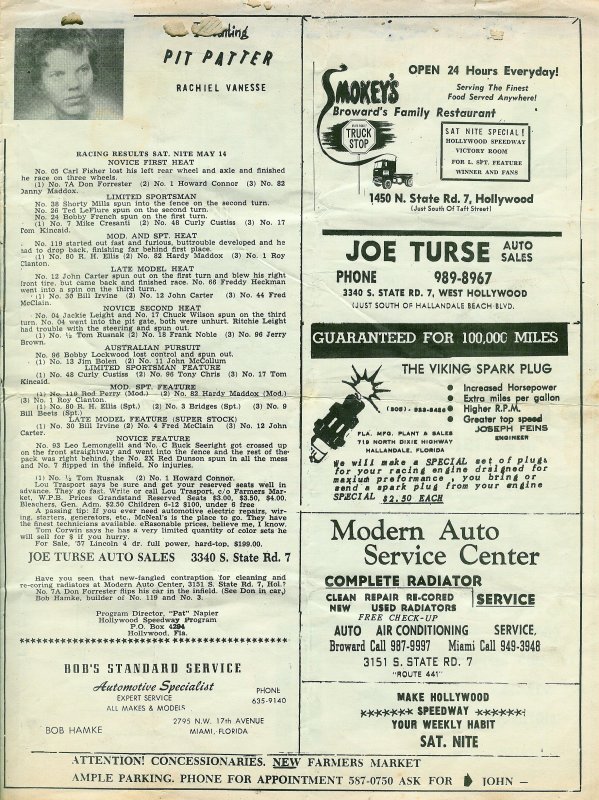 PIT PATTER
RACHIEL VANESSE
RACING RESULTS SAT. NITE MAY 14
NOVICE FIRST HEAT
No. 05 Carl Fisher lost his left rear wheel and axle and finished
he race on three wheels.
(1) No. 7A Don Forrester (2) No. 1 Howard Connor (3) No. 82
Janny Maddox.
LIMITED SPORTSMAN
No. 38 Shorty Mills spun into the fence on the second turn.
No. 26 Ted LeFlure spun on the second turn.
No. 24 Bobby French spun on the first turn.
(1) No. 7 Mike Cresanti (2) No. 48 Curly Custiss (3) No. 17
Tom Kincaid.
MOD. AND SPT. HEAT
No. 119 started out fast and furious, buttrouble developed and he
had to drop back, finishing far behind first place.
(1) No. 80 R. H. Ellis (2) No. 82 Hardy Maddox (3) No. 1 Roy
Clanton.
LATE MODEL HEAT
No. 12 John Carter spun out on the first turn and blew his right
front tire, but came back and finished race. No. 66 Freddy Heckman
went into a spin on the third turn.
(1) No. 30 Bill Irvine (2) No. 12 John Carter (3) No. 44 Fred
McClain.
NOVICE SECOND HEAT
No. 04 Jackie Leight and No. 17 Chuck Wilson spun on the third
turn. No. 04 went into the pit gate, both were unhurt. Ritchie Leight
had trouble with the steering and spun out.
(1) No. ½ Tom Rusnak (2) No. 18 Frank Noble (3) No. 96 Jerry
Brown.
AUSTRALIAN PURSUIT
No. 96 Bobby Lockwood lost control and spun out.
(1) No. 13 Jim Bolen (2) No. 11 John McCollum
LIMITED SPORTSMAN FEATURE
(1) No. 48 Curly Custiss (2) No. 96 Tony Chris (3) No. 17 Tom
Kincaid.
MOD. SPT. FEATURE
(1) No. 119 Rod Perry (Mod.) (2) No. 82 Hardy Maddox (Mod.)
(3) No. 1 Roy Clanton.
(1) No. 80 R. H. Ellis (Spt.) (2) No. 3 Bridges (Spt.) (3) No. 9
Bill Beets (Spt.)
LATE MODEL FEATURE (SUPER STOCK)
(1) No. 30 Bill Irvine (2) No. 4 Fred McClain (3) No. 12 John
Carter.
NOVICE FEATURE
No. 93 Leo Lemongelli and No. C Buck Seeright got crossed up
on the front straightway and went into the fence and the rest of the
pack was right behind, the No. 2X Red Dunson spun in all the mess
and No. 7 flipped in the infield. No injuries.
(1) No. ½ Tom Rusnak (2) No. 1 Howard Connor.
Lou Trasport says be sure and get your reserved seats well in
advance. They go fast. Write or call Lou Trasport, c/o Farmers Mar-
ket, W.P.B. Prices Grandstand Reserved Seats $3.00, $3.50, $4.00.
Bleachers, Gen. Adm. $2.50 Children 6-12 $100, under 6 free
A passing tip: If you ever need automotive electric repairs, wir-
ing, starters, generators, etc., McNeal's is the place to go. They have
the finest technicians available. eRasonable prices, believe me, I know.
Tom Corwin says he has a very limited quantity of color sets he
will sell for $ if you hurry.
For Sale, '57 Lincoln 4 dr. full power, hard-top, $199.00.
JOE TURSE AUTO SALES 3340 S. State Rd. 7
Have you seen that new-fangled contraption for cleaning and
re-coring radiators at Modern Auto Center, 3151 S. State Rd. 7, Hol.?
No. 7A Don Forrester flips his car in the infield. (See Don in car,)
Bob Hamke, builder of No. 119 and No. 3.
Program Director, "Pat" Napier
Hollywood Speedway Program
P.O. Box 4294
Hollywood, Fla.
BOB'S STANDARD SERVICE
Automotive Specialist
EXPERT SERVICE
ALL MAKES & MODELS
PHONE
635-9140
2795 N.W. 17th AVENUE
MIAMI, FLORIDA
BOB HAMKE
OPEN 24 Hours Everyday!
SMOKEY'S
Serving The Finest
Food Served Anywhere!
Broward's Family Restaurant
TRUCK
STOP
SAT NITE SPECIAL!
HOLLYWOOD SPEEDWAY
VICTORY ROOM
FOR L. SPT. FEATURE
WINNER AND FANS
1450 N. State Rd. 7, Hollywood
(Just South Of Taft Street)
JOE TURSE AUTO SALES
PHONE 989-8967
3340 S. STATE RD. 7, WEST HOLLYWOOD
(JUST SOUTH OF HALLANDALE BEACH BLVD.
GUARANTEED FOR 100,000 MILES
THE VIKING SPARK PLUG
Increased Horsepower
Extra miles per gallon
Higher R.P.M.
Greater top speed
JOSEPH FEINS
ENGINEER
FLA. MFG. PLANT & SALES
719 NORTH DIXIE HIGHWAY
HALLANDALE, FLORIDA
We will make a SPECIAL set of plugs
for your racing engine drsigned for
maxium preformance, you bring or
send a spark plug from your engine
SPECIAL $2.50 EACH
Modern Auto
Service Center
COMPLETE RADIATOR
CLEAN REPAIR RE-CORED
NEW USED RADIATORS
SERVICE
FREE CHECK-UP
AUTO AIR CONDITIONING SERVICE,
Broward Call 987-9997 Miami Call 949-3948
3151 S. STATE RD. 7
"ROUTE 441"
MAKE HOLLYWOOD
******* SPEEDWAY *******
YOUR WEEKLY HABIT
SAT. NITE
ATTENTION! CONCESSIONARIES. NEW FARMERS MARKET
AMPLE PARKING. PHONE FOR APPOINTMENT 587-0750 ASK FOR JOHN —